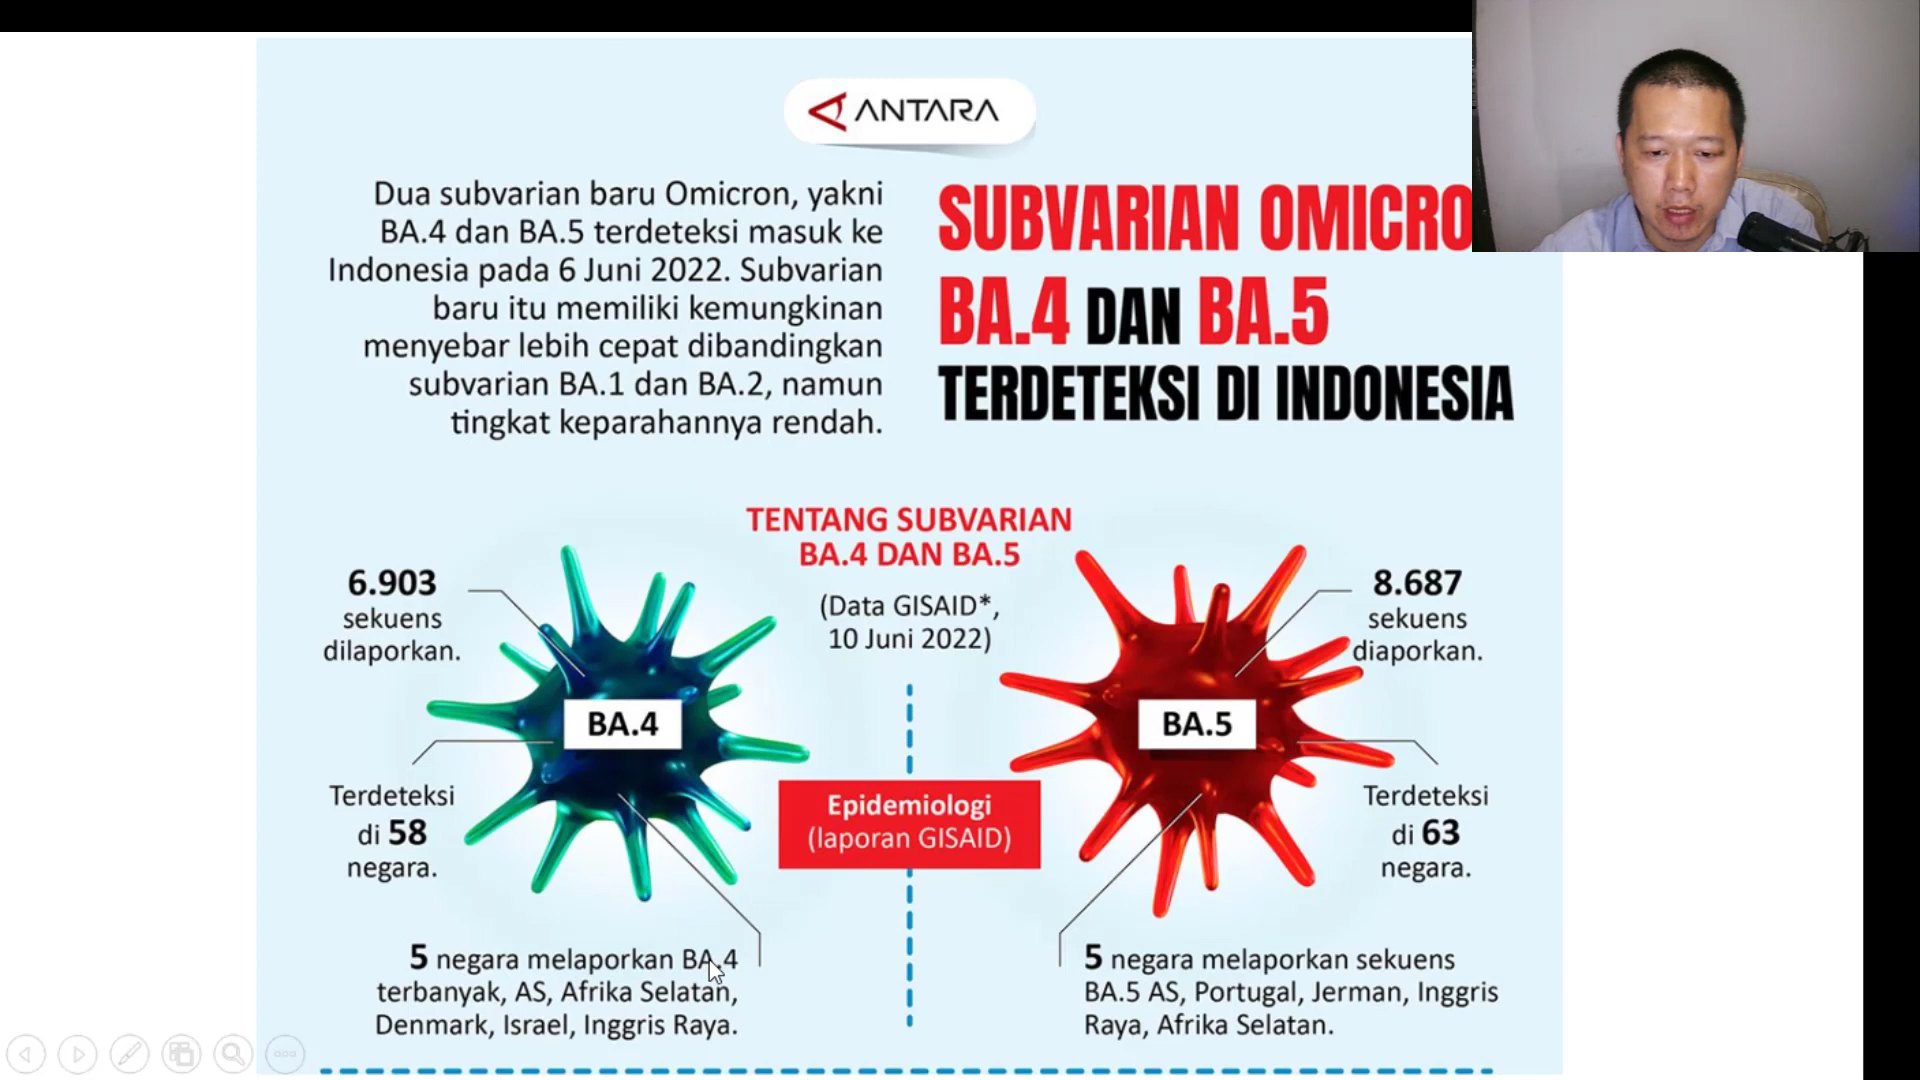 ANTARA
Dua subvarian baru Omicron, yakni
BA.4 dan BA.5 terdeteksi masuk ke
Indonesia pada 6 Juni 2022. Subvarian
baru itu memiliki kemungkinan
menyebar lebih cepat dibandingkan
subvarian BA.1 dan BA.2, namun
tingkat keparahannya rendah.
SUBVARIAN OMICRO
BA.4 DAN BA.5
TERDETEKSI DI INDONESIA
TENTANG SUBVARIAN
BA.4 DAN BA.5
(Data GISAID*,
10 Juni 2022)
6.903
sekuens
dilaporkan.
BA.4
Terdeteksi
di 58
negara.
5 negara melaporkan BA.4
terbanyak, AS, Afrika Selatan,
Denmark, Israel, Inggris Raya.
Epidemiologi
(laporan GISAID)
8.687
sekuens
diaporkan.
BA.5
Terdeteksi
di 63
negara.
5 negara melaporkan sekuens
BA.5 AS, Portugal, Jerman, Inggris
Raya, Afrika Selatan.